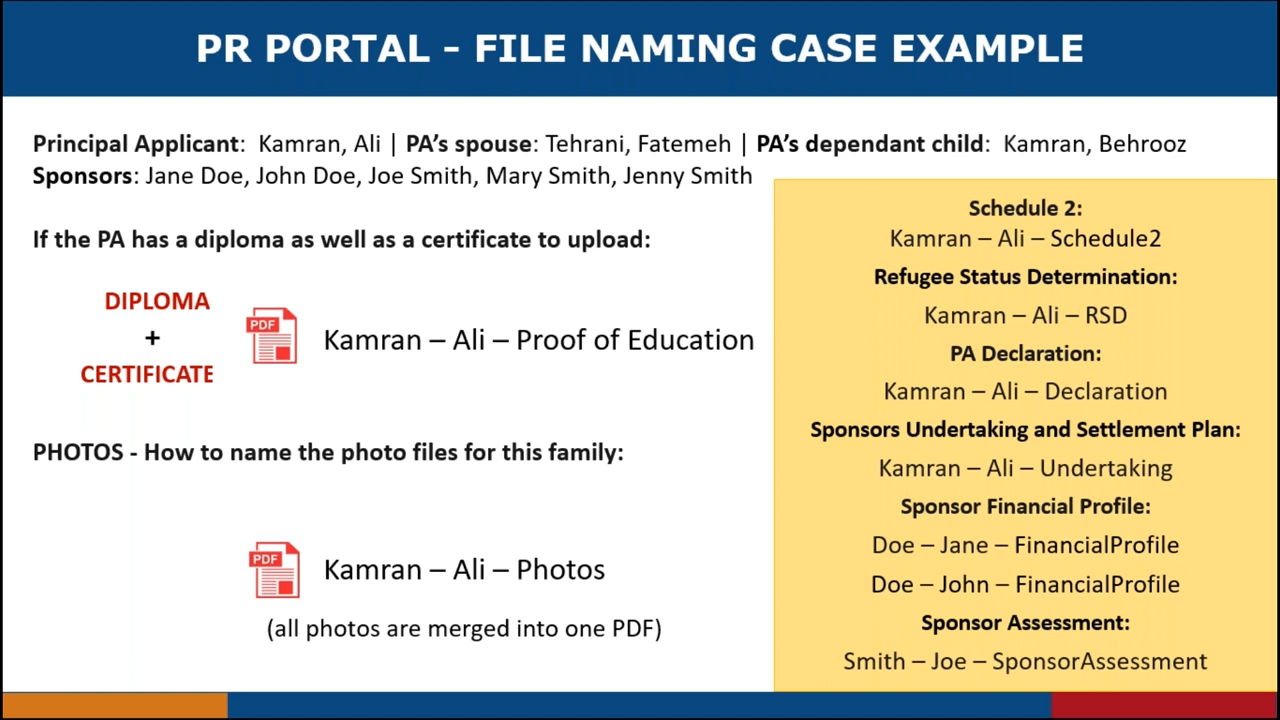 PR PORTAL - FILE NAMING CASE EXAMPLE
Principal Applicant:  Kamran, Ali | PA's spouse: Tehrani, Fatemeh | PA's dependant child:  Kamran, Behrooz
Sponsors: Jane Doe, John Doe, Joe Smith, Mary Smith, Jenny Smith
If the PA has a diploma as well as a certificate to upload:
DIPLOMA
+
CERTIFICATE
PDF
Kamran – Ali – Proof of Education
PHOTOS - How to name the photo files for this family:
PDF
Kamran – Ali – Photos
(all photos are merged into one PDF)
Schedule 2:
Kamran – Ali – Schedule2
Refugee Status Determination:
Kamran – Ali – RSD
PA Declaration:
Kamran – Ali – Declaration
Sponsors Undertaking and Settlement Plan:
Kamran – Ali – Undertaking
Sponsor Financial Profile:
Doe – Jane – FinancialProfile
Doe – John – FinancialProfile
Sponsor Assessment:
Smith – Joe – SponsorAssessment